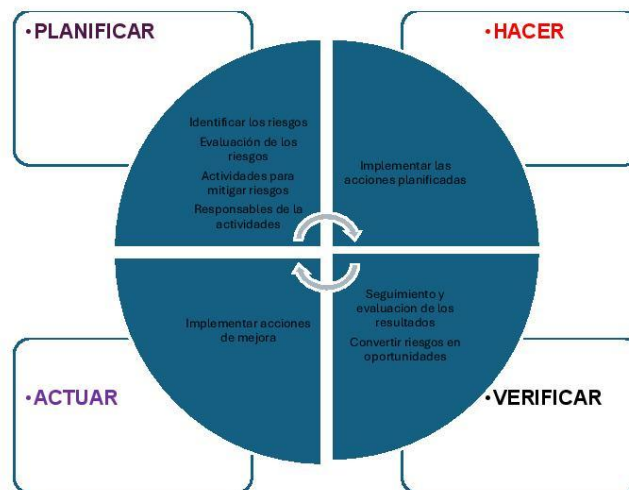 •PLANIFICAR
•HACER
Identificar los riesgos
Evaluación de los
riesgos
Actividades para
mitigar riesgos
Responsables de la
actividades
Implementar las
acciones planificadas
Implementar acciones
de mejora
Seguimiento y
evaluacion de los
resultados
Convertir riesgos en
oportunidades
•ACTUAR
•VERIFICAR